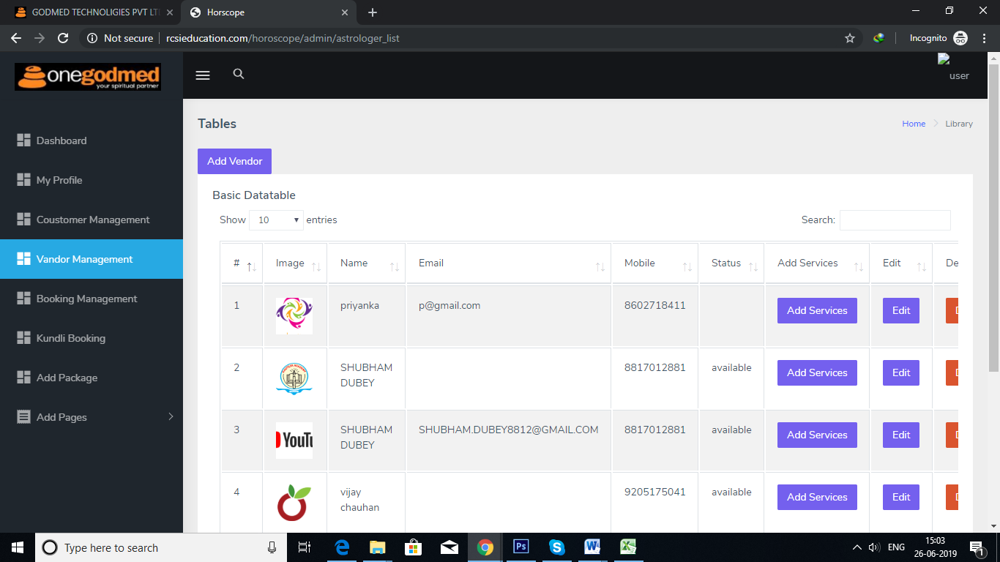 GODMED TECHNOLIGIES PVT LT
Horscope
Not secure
rcsieducation.com/horoscope/admin/astrologer_list
Incognito
onegodmed
your spiritual partner
user
Dashboard
My Profile
Coustomer Management
Vandor Management
Booking Management
Kundli Booking
Add Package
Add Pages
Tables
Home
Library
Add Vendor
Basic Datatable
Show 10 entries
Search:
# Image Name Email Mobile Status Add Services Edit De
1 priyanka p@gmail.com 8602718411 Add Services Edit D
2 SHUBHAM 8817012881 available Add Services Edit D
DUBEY
3 YouTu SHUBHAM SHUBHAM.DUBEY8812@GMAIL.COM 8817012881 available Add Services Edit D
DUBEY
4 vijay 9205175041 available Add Services Edit D
chauhan
Type here to search
Ps
ENG
15:03
26-06-2019
1